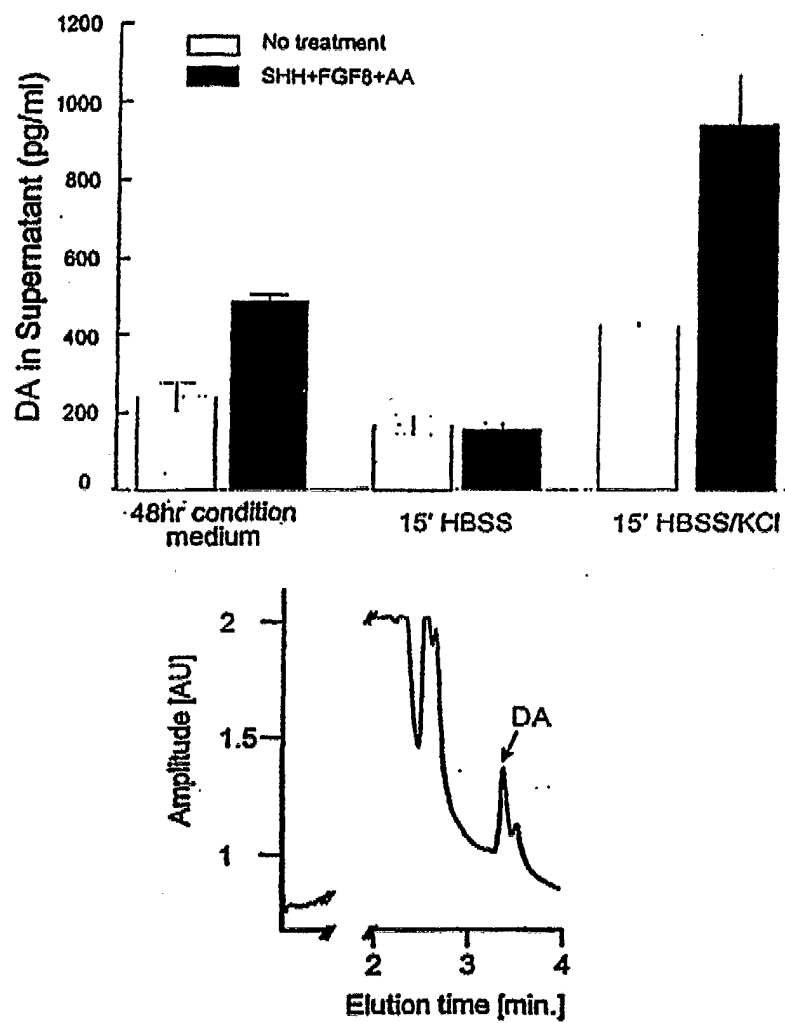 1200
1000
800
600
400
200
0
DA in Supernatant (pg/ml)
No treatment
SHH+FGF8+AA
48hr condition
medium
15' HBSS
15' HBSS/KCl
2
1.5
1
Amplitude [AU]
DA
2 3 4
Elution time [min.]